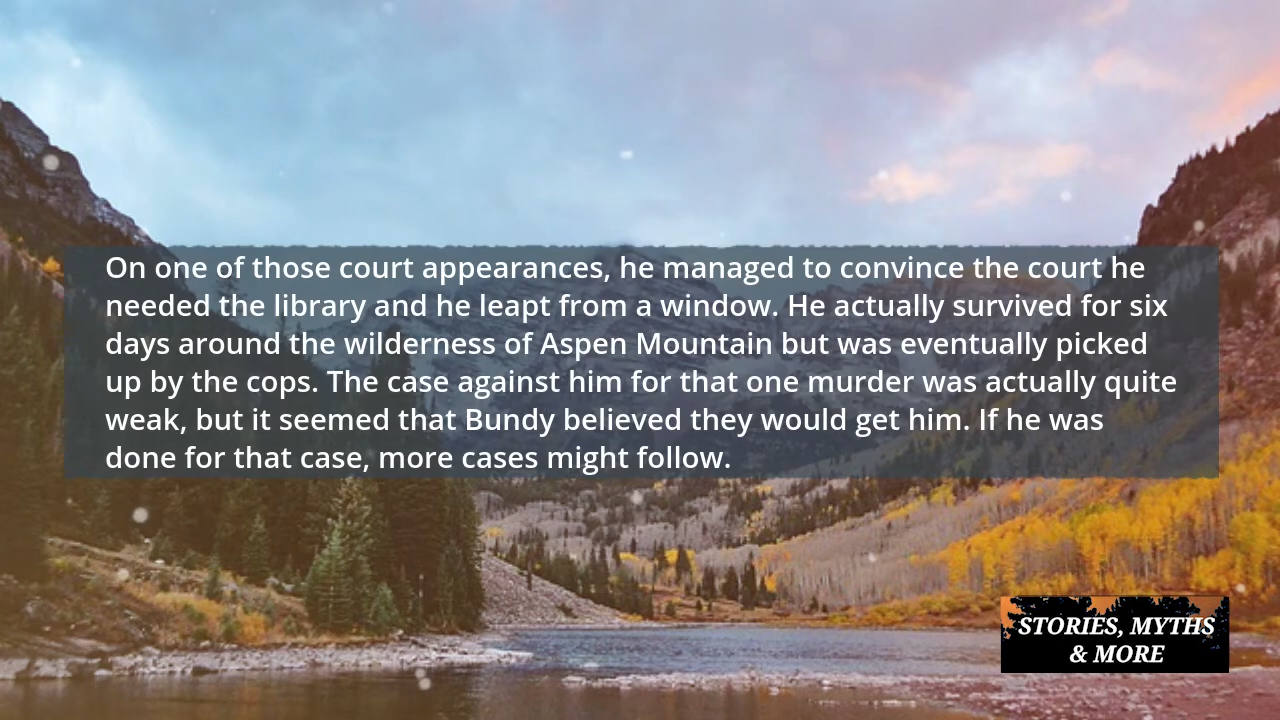 On one of those court appearances, he managed to convince the court he
needed the library and he leapt from a window. He actually survived for six
days around the wilderness of Aspen Mountain but was eventually picked
up by the cops. The case against him for that one murder was actually quite
weak, but it seemed that Bundy believed they would get him. If he was
done for that case, more cases might follow.
STORIES, MYTHS
& MORE